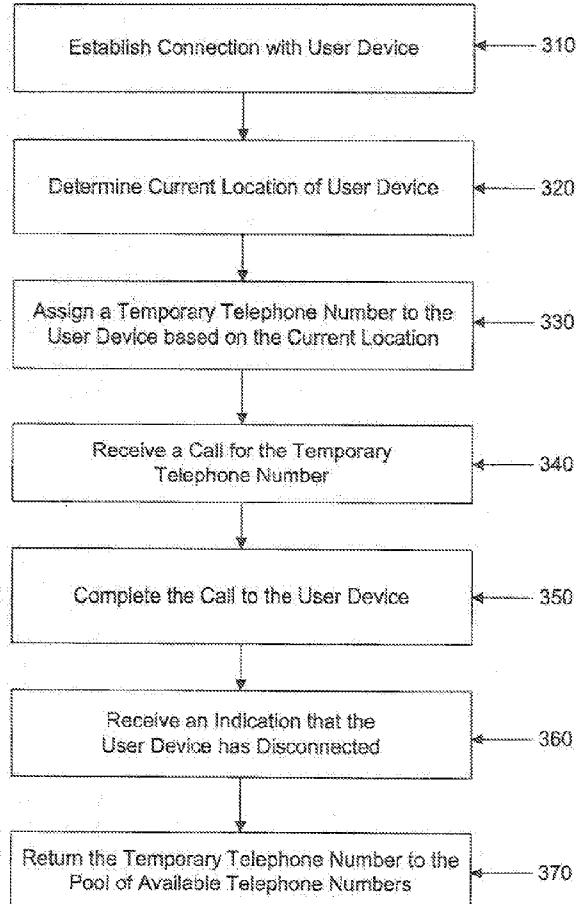 Establish Connection with User Device
310
Determine Current Location of User Device
320
Assign a Temporary Telephone Number to the
User Device based on the Current Location
330
Receive a Call for the Temporary
Telephone Number
340
Complete the Call to the User Device
350
Receive an Indication that the
User Device has Disconnected
360
Return the Temporary Telephone Number to the
Pool of Available Telephone Numbers
370